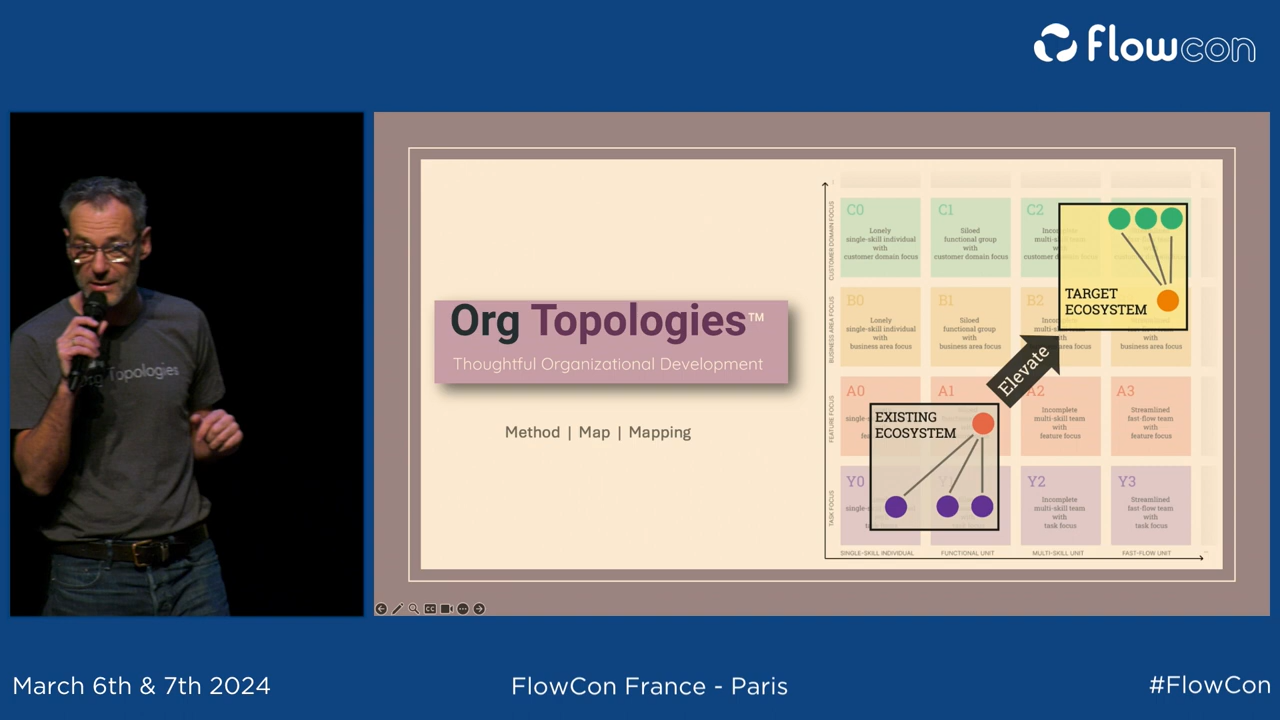 flowcon
Org Topologies
Org Topologies™
Thoughtful Organizational Development
Method | Map | Mapping
CUSTOMER DOMAIN FOCUS
BUSINESS AREA FOCUS
FEATURE FOCUS
TASK FOCUS
C0
Lonely
single-skill individual
with
customer domain focus
C1
Siloed
functional group
with
customer domain focus
C2
B0
Lonely
single-skill individual
with
business area focus
B1
Siloed
functional group
with
business area focus
B2
business area focus
TARGET
ECOSYSTEM
Elevate
A0
A1
A2
Incomplete
multi-skill team
with
feature focus
A3
Streamlined
fast-flow team
with
feature focus
EXISTING
ECOSYSTEM
Y0
Y2
Incomplete
multi-skill team
with
task focus
Y3
Streamlined
fast-flow team
with
task focus
SINGLE-SKILL INDIVIDUAL
FUNCTIONAL UNIT
MULTI-SKILL UNIT
FAST-FLOW UNIT
CC
March 6th & 7th 2024
FlowCon France - Paris
#FlowCon